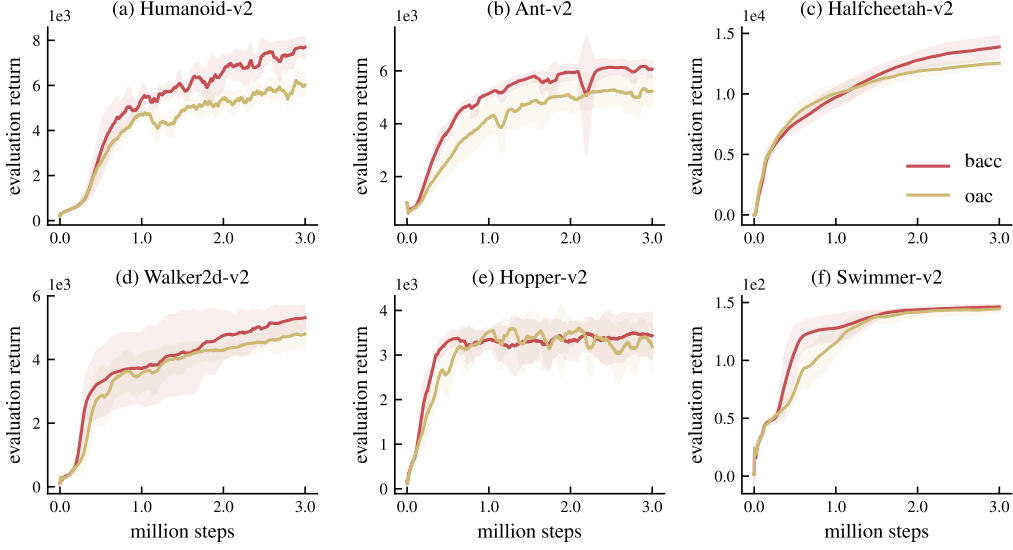 (a) Humanoid-v2
1e3
evaluation return
8
6
4
2
0
0.0 1.0 2.0 3.0
(b) Ant-v2
1e3
evaluation return
6
4
2
0.0 1.0 2.0 3.0
(c) Halfcheetah-v2
1e4
evaluation return
1.5
1.0
0.5
0.0
0.0 1.0 2.0 3.0
bacc
oac
(d) Walker2d-v2
1e3
evaluation return
6
4
2
0
0.0 1.0 2.0 3.0
million steps
(e) Hopper-v2
1e3
evaluation return
4
3
2
1
0
0.0 1.0 2.0 3.0
million steps
(f) Swimmer-v2
1e2
evaluation return
1.5
1.0
0.5
0.0
0.0 1.0 2.0 3.0
million steps